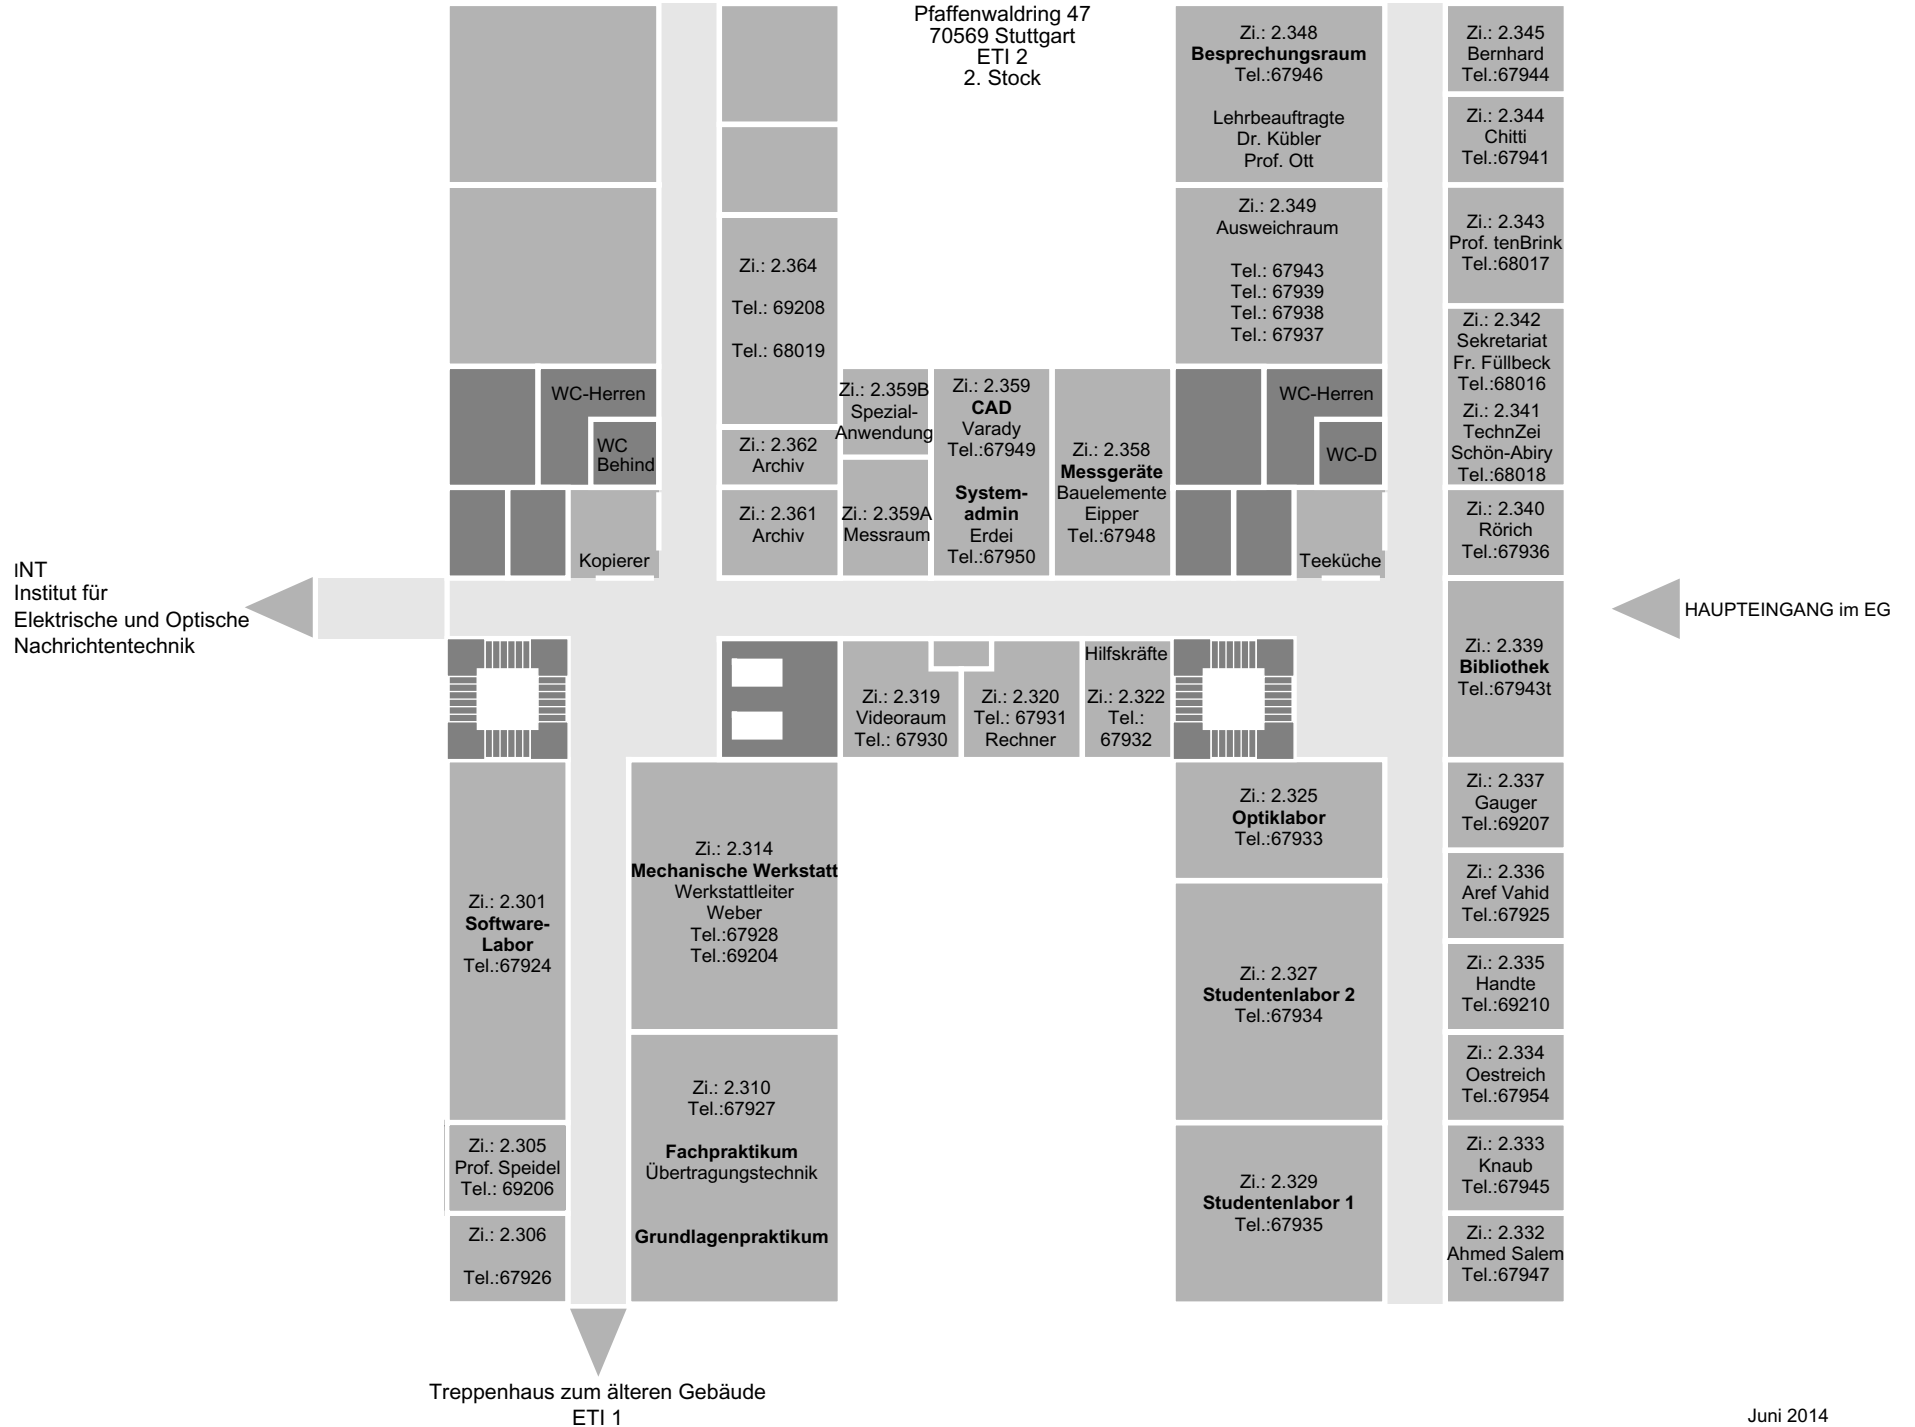 Pfaffenwaldring 47
70569 Stuttgart
ETI 2
2. Stock
Zi.: 2.348
Besprechungsraum
Tel.:67946
Lehrbeauftragte
Dr. Kübler
Prof. Ott
Zi.: 2.345
Bernhard
Tel.:67944
Zi.: 2.344
Chitti
Tel.:67941
Zi.: 2.349
Ausweichraum
Tel.: 67943
Tel.: 67939
Tel.: 67938
Tel.: 67937
Zi.: 2.343
Prof. tenBrink
Tel.:68017
Zi.: 2.364
Tel.: 69208
Tel.: 68019
Zi.: 2.342
Sekretariat
Fr. Füllbeck
Tel.:68016
Zi.: 2.341
TechnZei
Schön-Abiry
Tel.:68018
WC-Herren
WC
Behind
Zi.: 2.362
Archiv
Zi.: 2.359B
Spezial-
Anwendung
Zi.: 2.359
CAD
Varady
Tel.:67949
System-
admin
Erdei
Tel.:67950
Zi.: 2.358
Messgeräte
Bauelemente
Eipper
Tel.:67948
WC-Herren
WC-D
Kopierer
Zi.: 2.361
Archiv
Zi.: 2.359A
Messraum
Teeküche
Zi.: 2.340
Rörich
Tel.:67936
INT
Institut für
Elektrische und Optische
Nachrichtentechnik
HAUPTEINGANG im EG
Zi.: 2.319
Videoraum
Tel.: 67930
Zi.: 2.320
Tel.: 67931
Rechner
Hilfskräfte
Zi.: 2.322
Tel.:
67932
Zi.: 2.339
Bibliothek
Tel.:67943t
Zi.: 2.325
Optiklabor
Tel.:67933
Zi.: 2.337
Gauger
Tel.:69207
Zi.: 2.301
Software-
Labor
Tel.:67924
Zi.: 2.314
Mechanische Werkstatt
Werkstattleiter
Weber
Tel.:67928
Tel.:69204
Zi.: 2.336
Aref Vahid
Tel.:67925
Zi.: 2.327
Studentenlabor 2
Tel.:67934
Zi.: 2.335
Handte
Tel.:69210
Zi.: 2.334
Oestreich
Tel.:67954
Zi.: 2.310
Tel.:67927
Fachpraktikum
Übertragungstechnik
Grundlagenpraktikum
Zi.: 2.305
Prof. Speidel
Tel.: 69206
Zi.: 2.306
Tel.:67926
Zi.: 2.329
Studentenlabor 1
Tel.:67935
Zi.: 2.333
Knaub
Tel.:67945
Zi.: 2.332
Ahmed Salem
Tel.:67947
Treppenhaus zum älteren Gebäude
ETI 1
Juni 2014